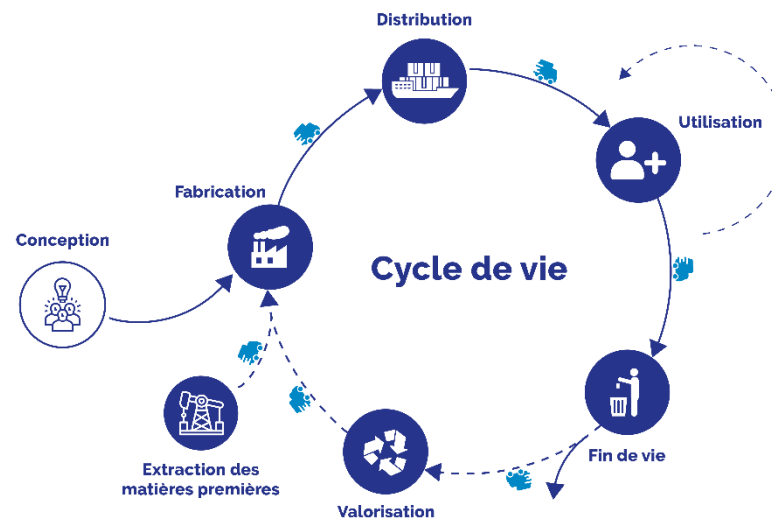 Distribution
Utilisation
Fabrication
Conception
Cycle de vie
Extraction des
matières premières
Fin de vie
Valorisation